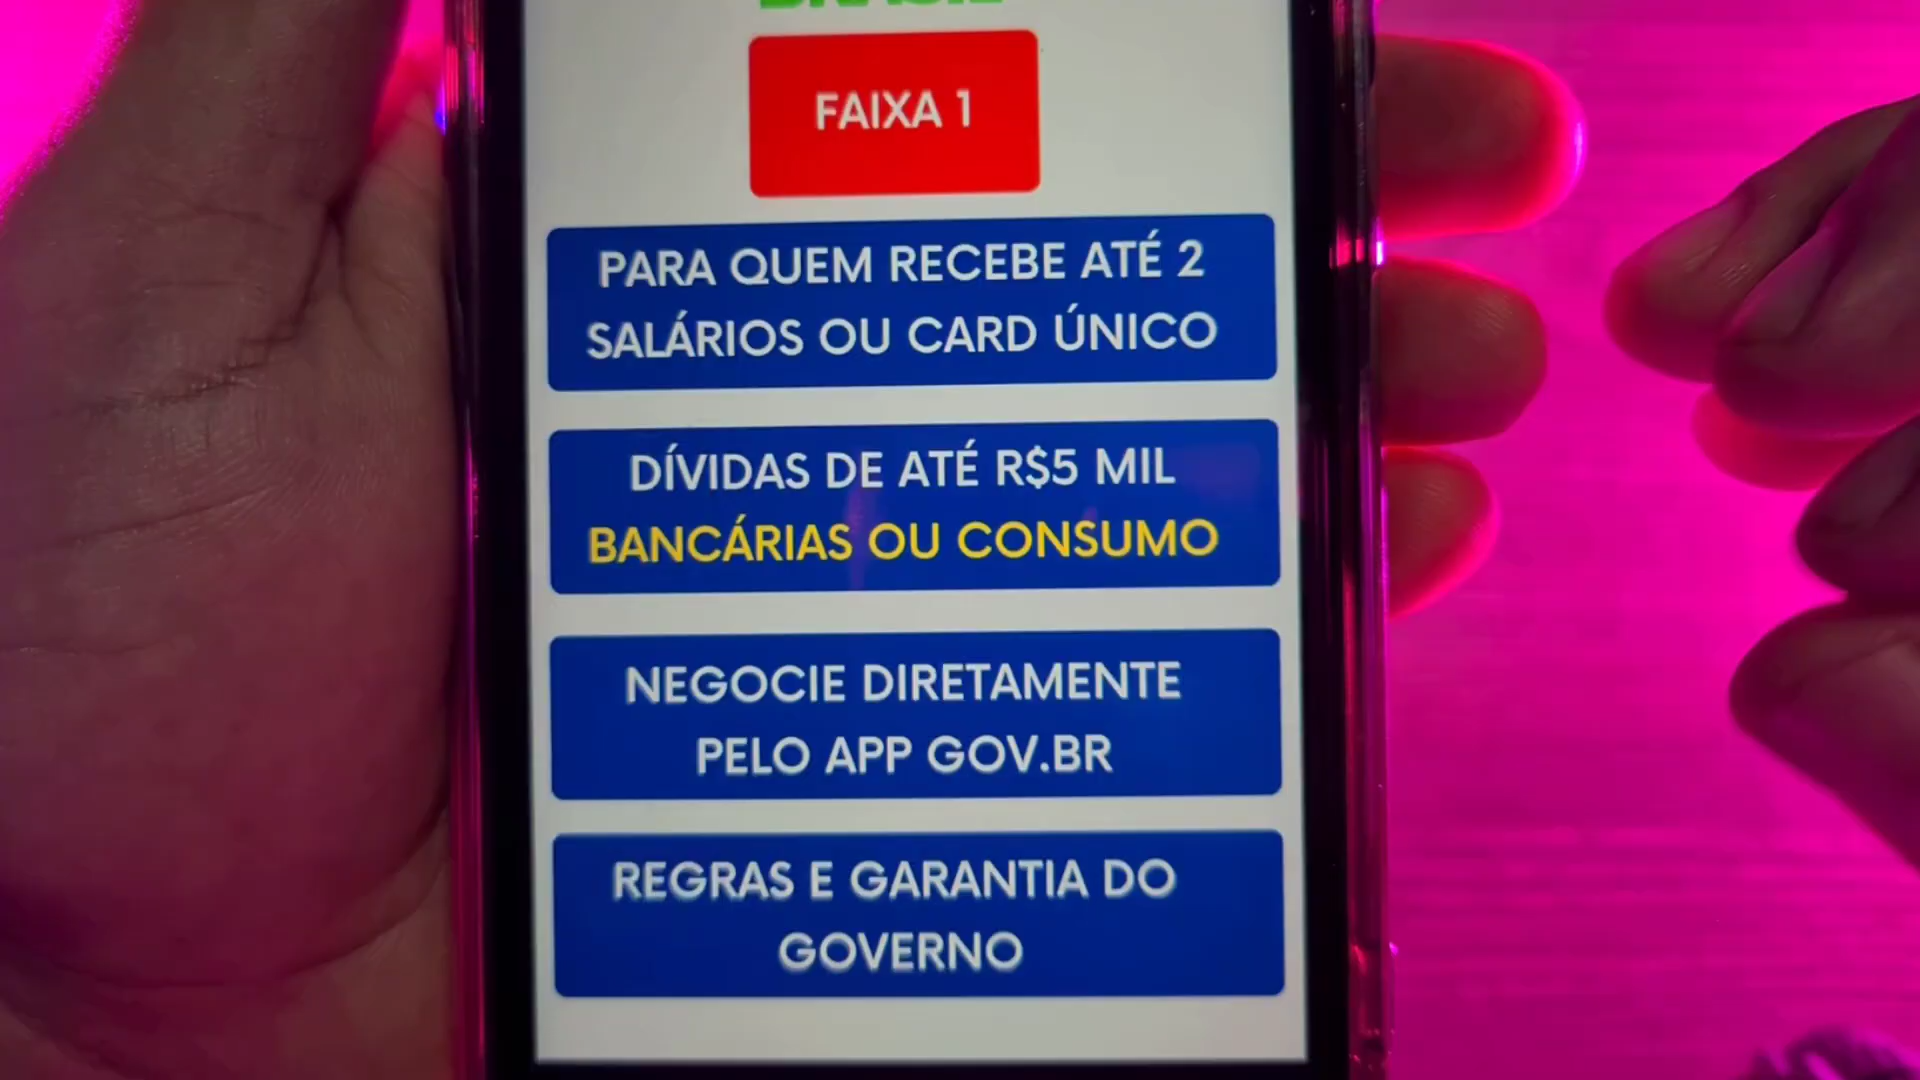 BRASIL
FAIXA 1
PARA QUEM RECEBE ATÉ 2
SALÁRIOS OU CARD ÚNICO
DÍVIDAS DE ATÉ R$5 MIL
BANCÁRIAS OU CONSUMO
NEGOCIE DIRETAMENTE
PELO APP GOV.BR
REGRAS E GARANTIA DO
GOVERNO